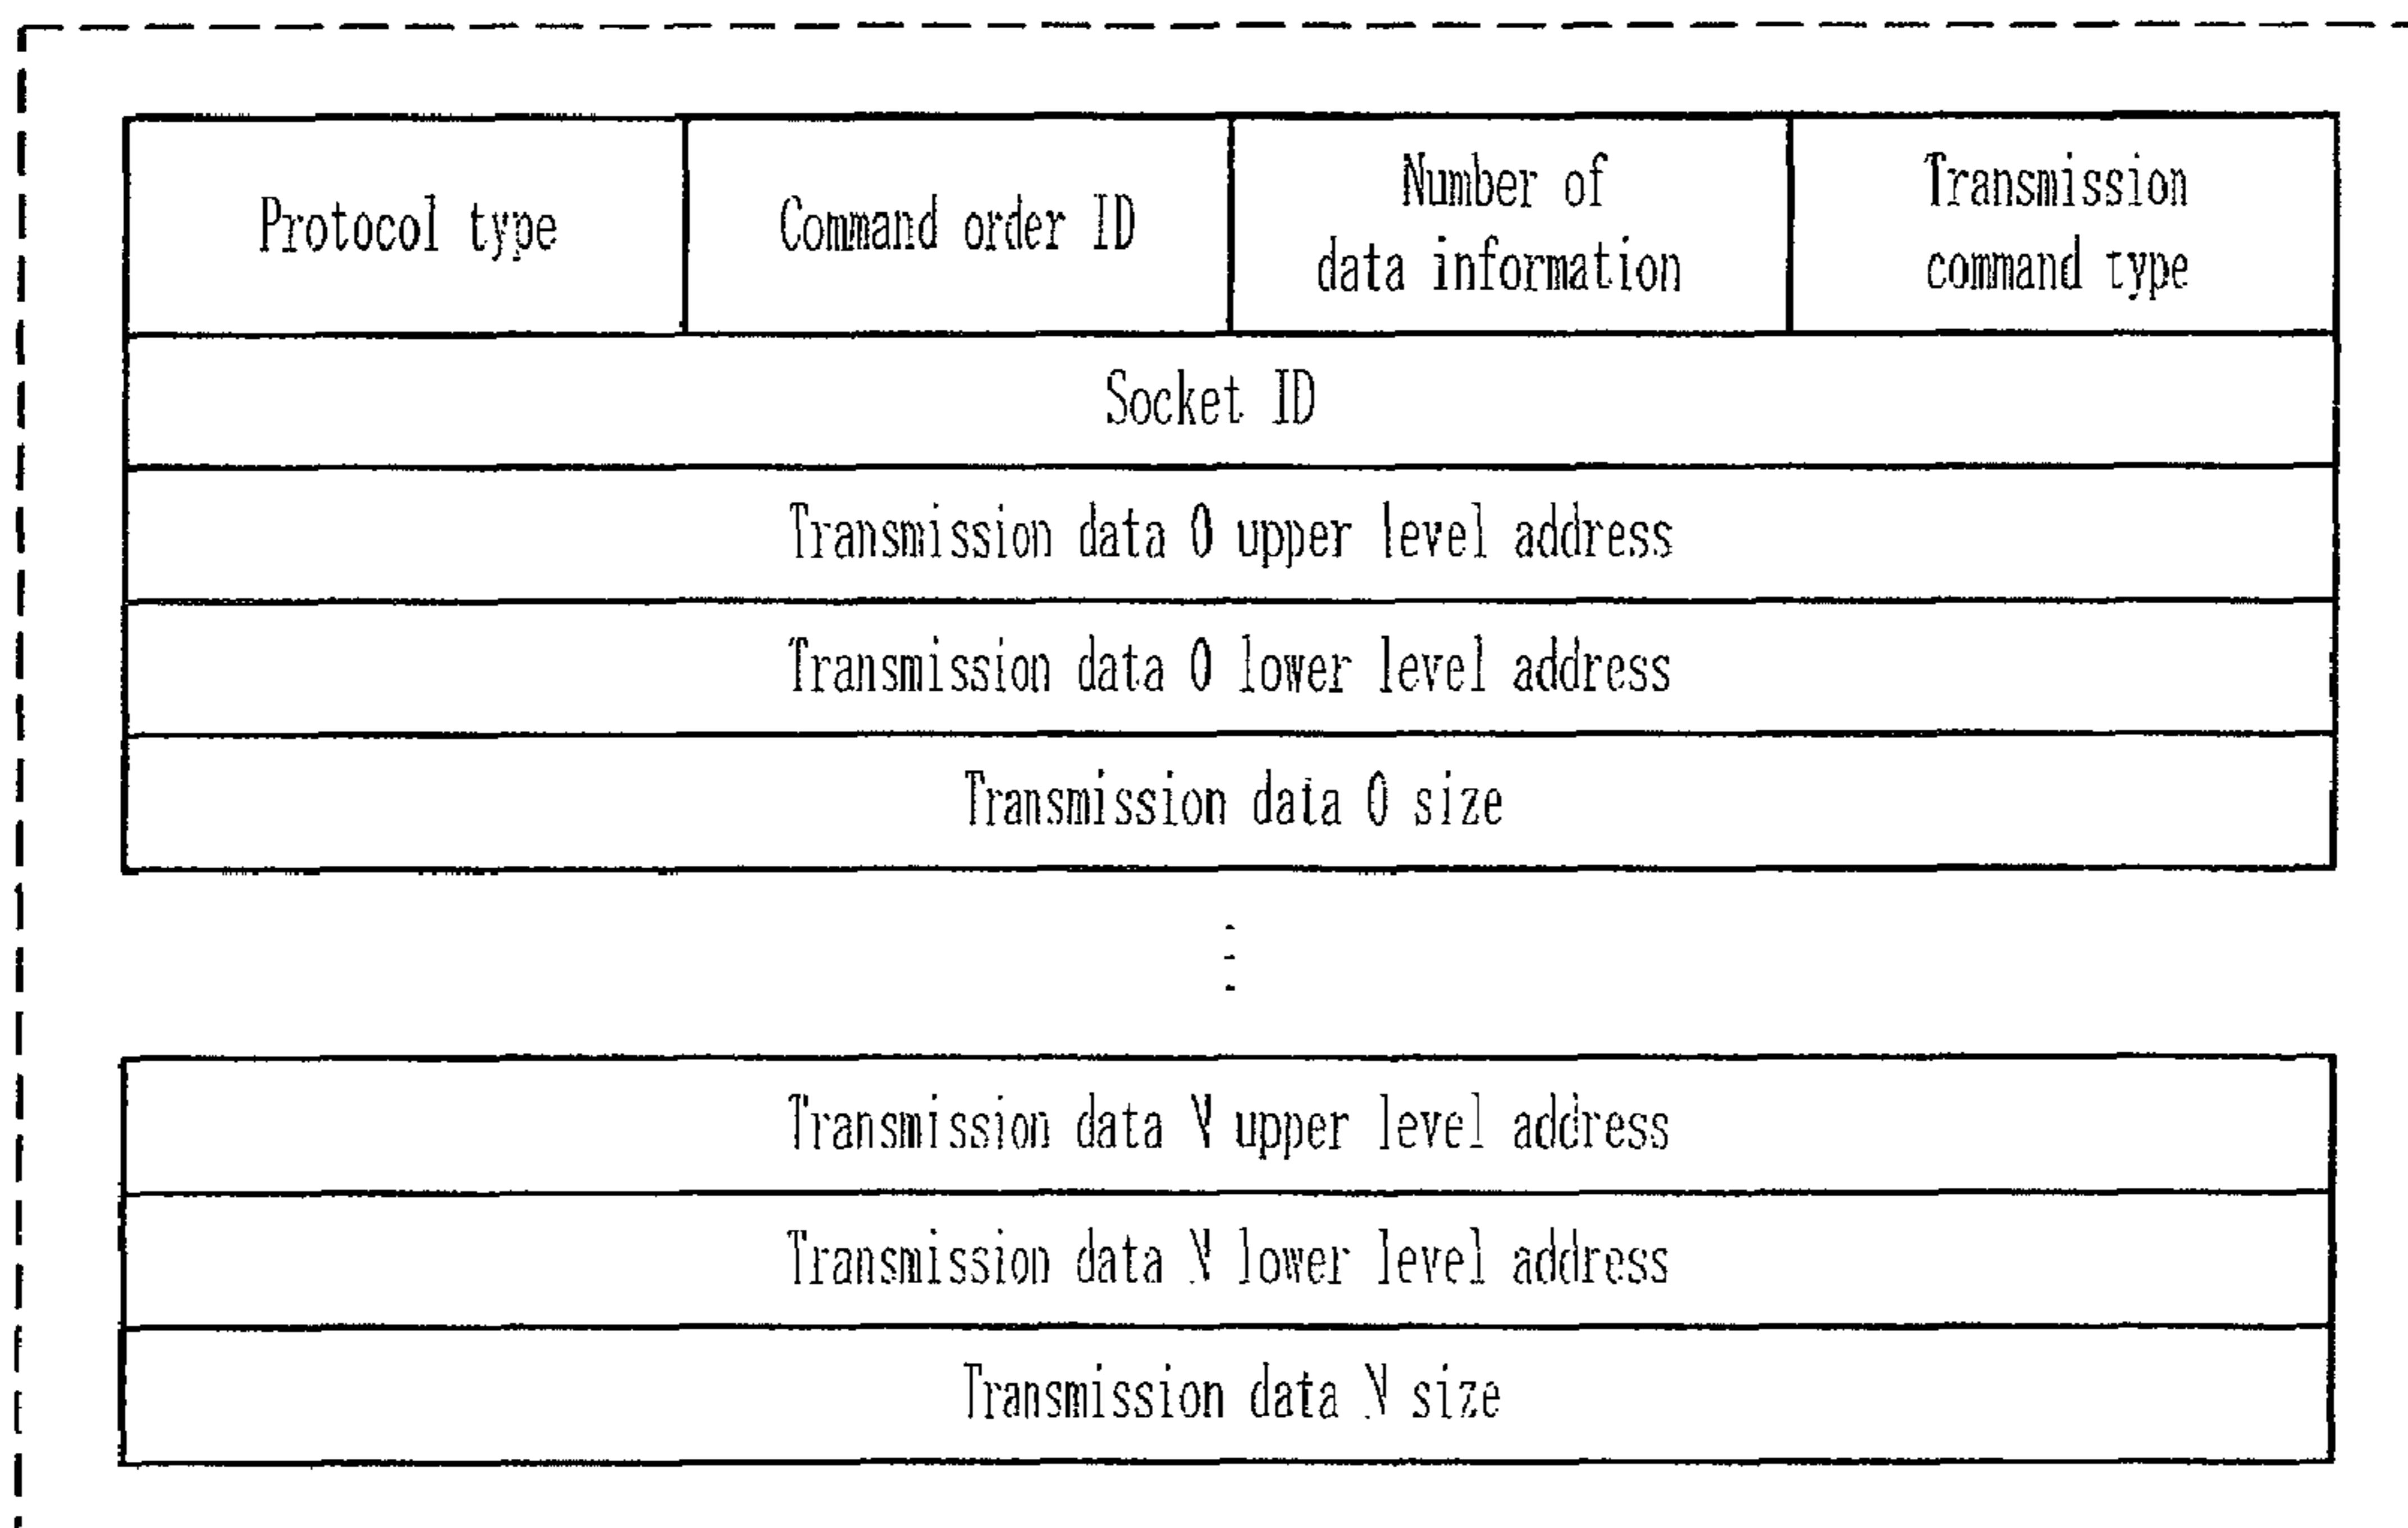 Protocol type
Command order ID
Number of
data information
Transmission
command type
Socket ID
Transmission data 0 upper level address
Transmission data 0 lower level address
Transmission data 0 size
Transmission data N upper level address
Transmission data N lower level address
Transmission data N size